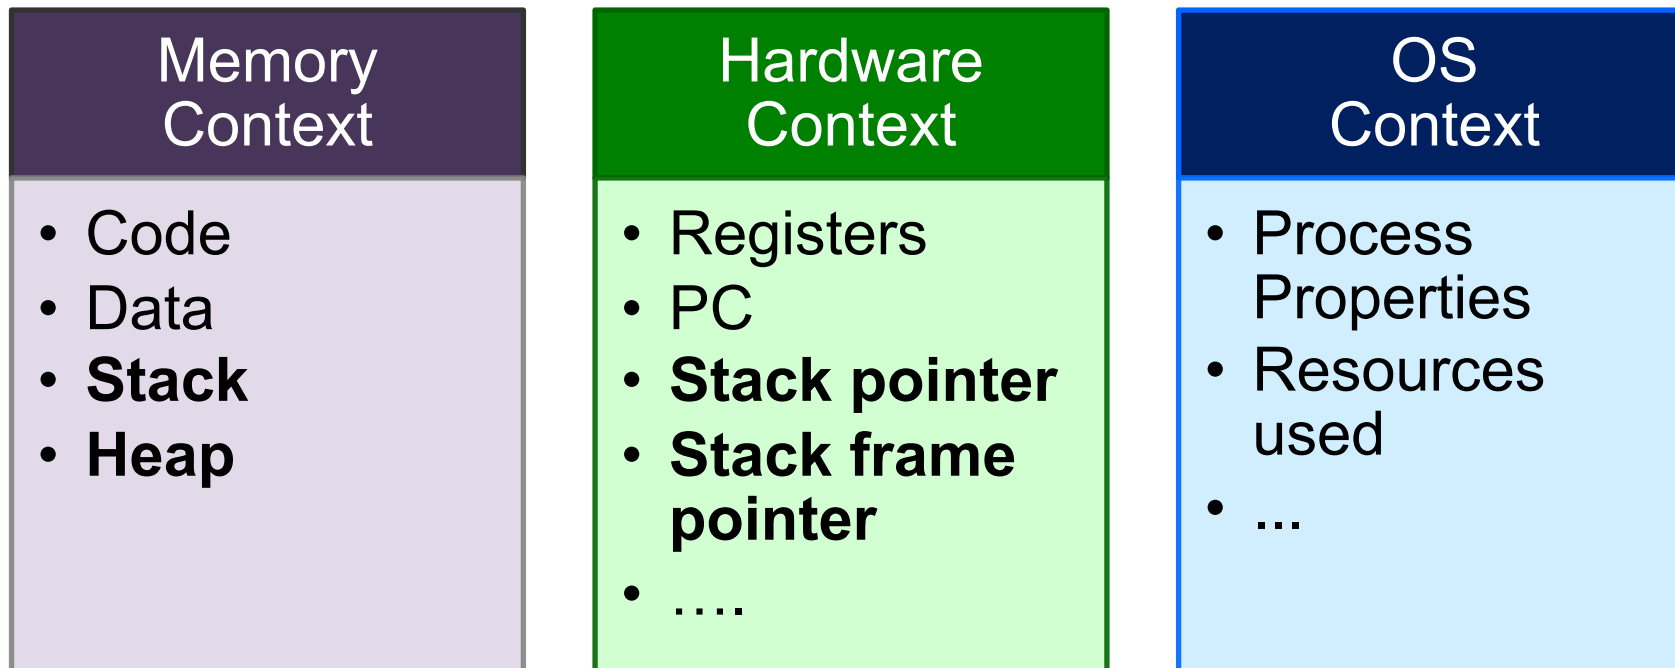 Memory
Context
• Code
• Data
• Stack
• Heap
Hardware
Context
• Registers
• PC
• Stack pointer
• Stack frame
pointer
• ....
OS
Context
• Process
Properties
• Resources
used
• ...